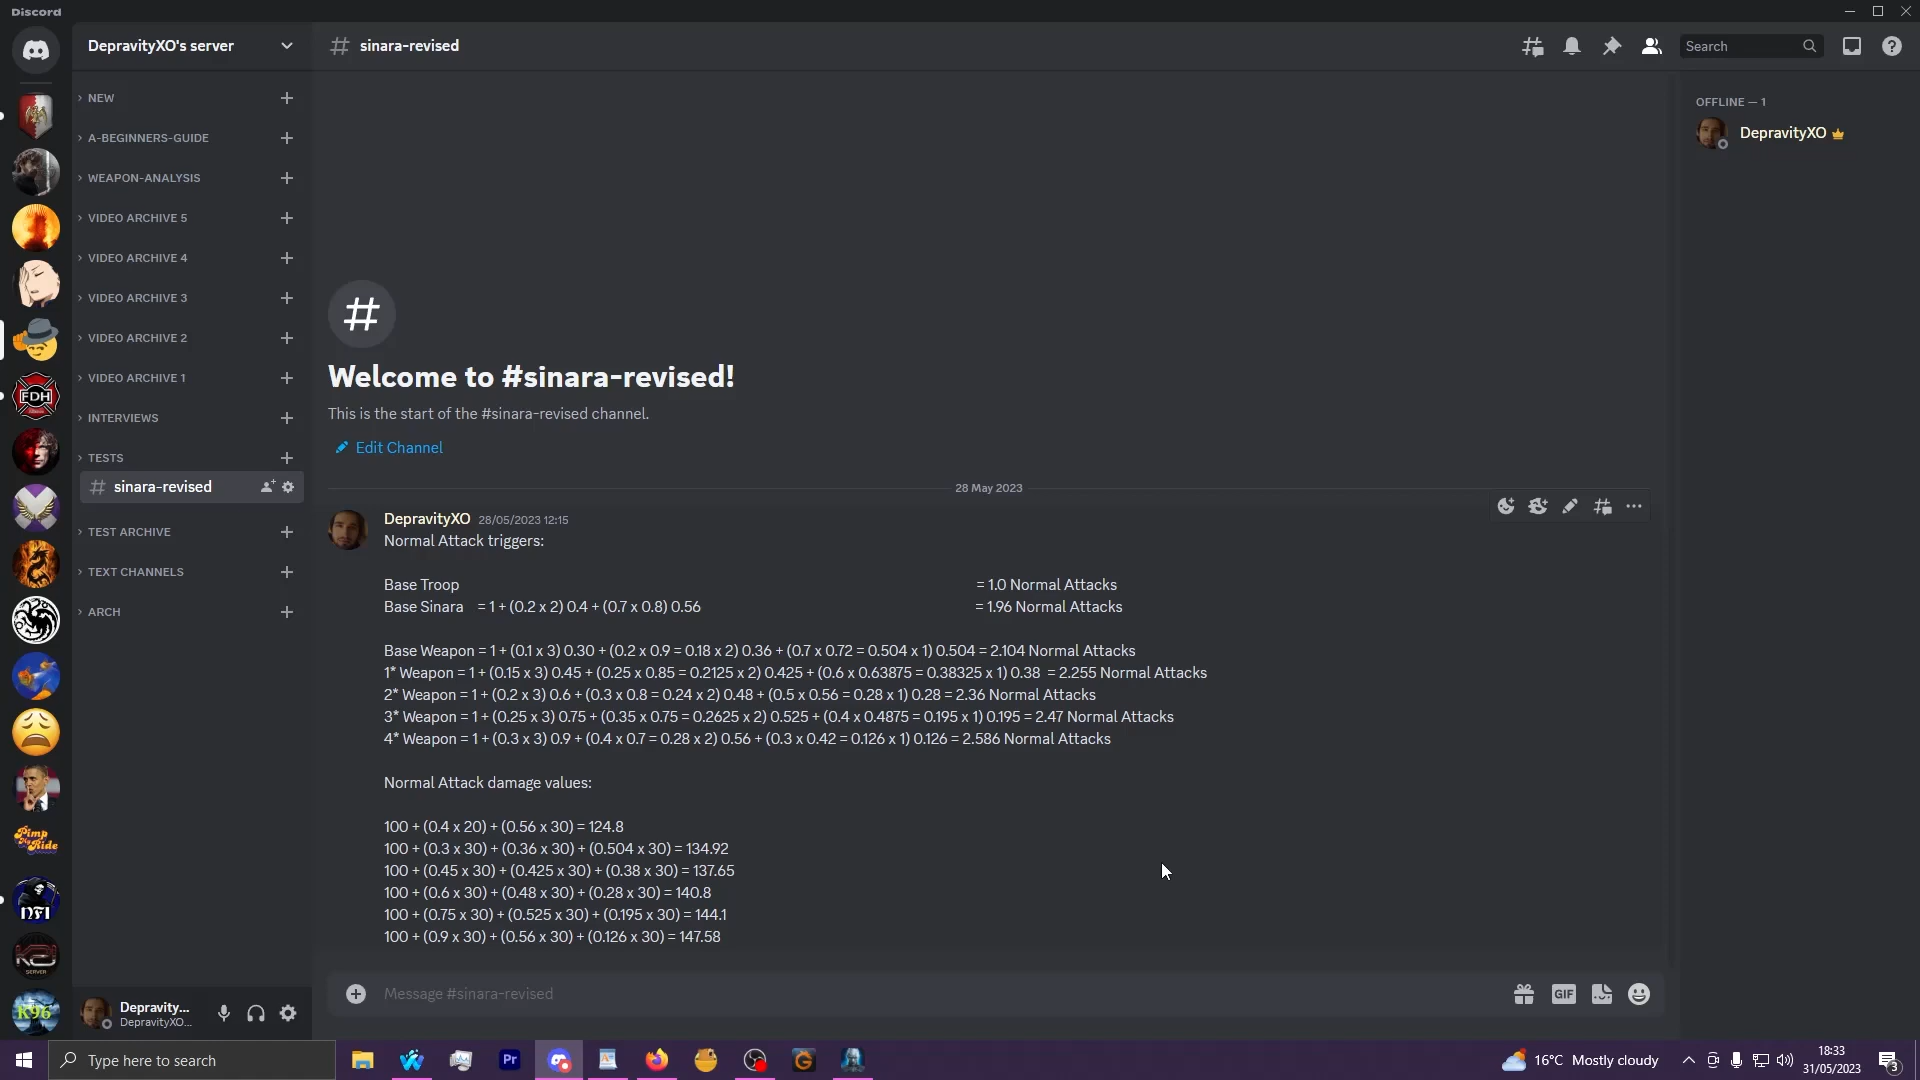 Discord
DepravityXO's server
sinara-revised
Search
NEW
A-BEGINNERS-GUIDE
WEAPON-ANALYSIS
VIDEO ARCHIVE 5
VIDEO ARCHIVE 4
VIDEO ARCHIVE 3
VIDEO ARCHIVE 2
VIDEO ARCHIVE 1
INTERVIEWS
TESTS
sinara-revised
TEST ARCHIVE
TEXT CHANNELS
ARCH
FDH
Pimp
My Ride
NFI
KO
SERVER
K96
OFFLINE — 1
DepravityXO
Welcome to #sinara-revised!
This is the start of the #sinara-revised channel.
Edit Channel
28 May 2023
DepravityXO 28/05/2023 12:15
Normal Attack triggers:
Base Troop = 1.0 Normal Attacks
Base Sinara = 1 + (0.2 x 2) 0.4 + (0.7 x 0.8) 0.56 = 1.96 Normal Attacks
Base Weapon = 1 + (0.1 x 3) 0.30 + (0.2 x 0.9 = 0.18 x 2) 0.36 + (0.7 x 0.72 = 0.504 x 1) 0.504 = 2.104 Normal Attacks
1* Weapon = 1 + (0.15 x 3) 0.45 + (0.25 x 0.85 = 0.2125 x 2) 0.425 + (0.6 x 0.63875 = 0.38325 x 1) 0.38 = 2.255 Normal Attacks
2* Weapon = 1 + (0.2 x 3) 0.6 + (0.3 x 0.8 = 0.24 x 2) 0.48 + (0.5 x 0.56 = 0.28 x 1) 0.28 = 2.36 Normal Attacks
3* Weapon = 1 + (0.25 x 3) 0.75 + (0.35 x 0.75 = 0.2625 x 2) 0.525 + (0.4 x 0.4875 = 0.195 x 1) 0.195 = 2.47 Normal Attacks
4* Weapon = 1 + (0.3 x 3) 0.9 + (0.4 x 0.7 = 0.28 x 2) 0.56 + (0.3 x 0.42 = 0.126 x 1) 0.126 = 2.586 Normal Attacks
Normal Attack damage values:
100 + (0.4 x 20) + (0.56 x 30) = 124.8
100 + (0.3 x 30) + (0.36 x 30) + (0.504 x 30) = 134.92
100 + (0.45 x 30) + (0.425 x 30) + (0.38 x 30) = 137.65
100 + (0.6 x 30) + (0.48 x 30) + (0.28 x 30) = 140.8
100 + (0.75 x 30) + (0.525 x 30) + (0.195 x 30) = 144.1
100 + (0.9 x 30) + (0.56 x 30) + (0.126 x 30) = 147.58
Message #sinara-revised
GIF
Depravity...
DepravityXO...
Type here to search
Pr
16°C Mostly cloudy
18:33
31/05/2023
3